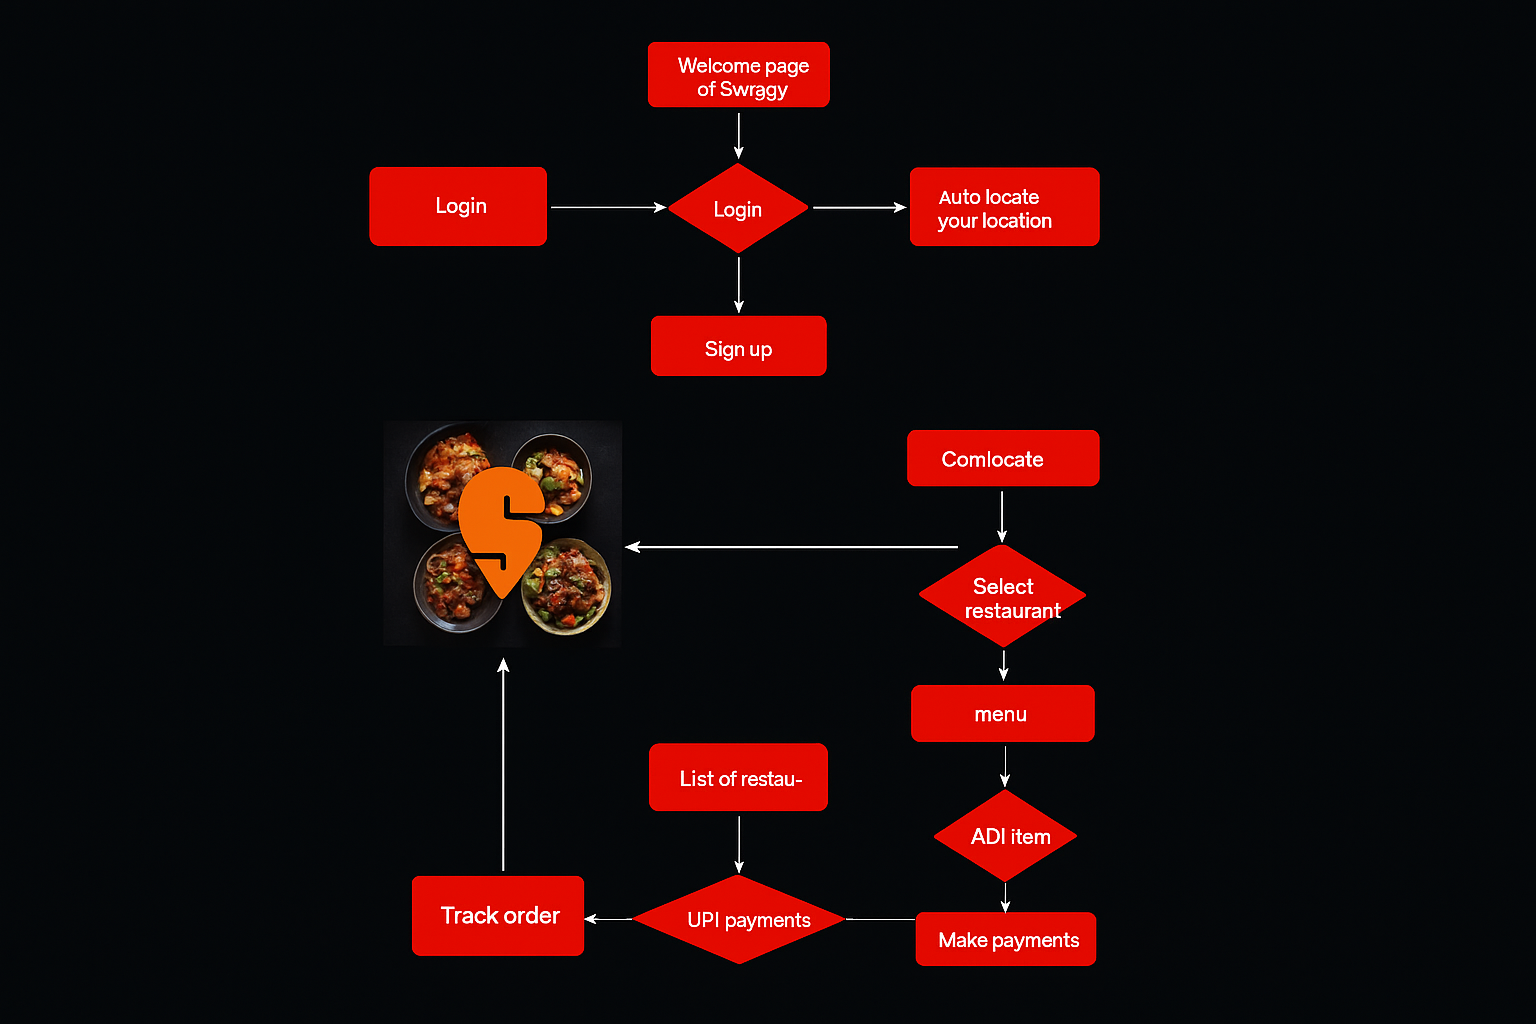 Welcome page
of Swragy
Login
Login
Auto locate
your location
Sign up
Comlocate
Select
restaurant
menu
List of restau-
ADI item
Track order
UPI payments
Make payments